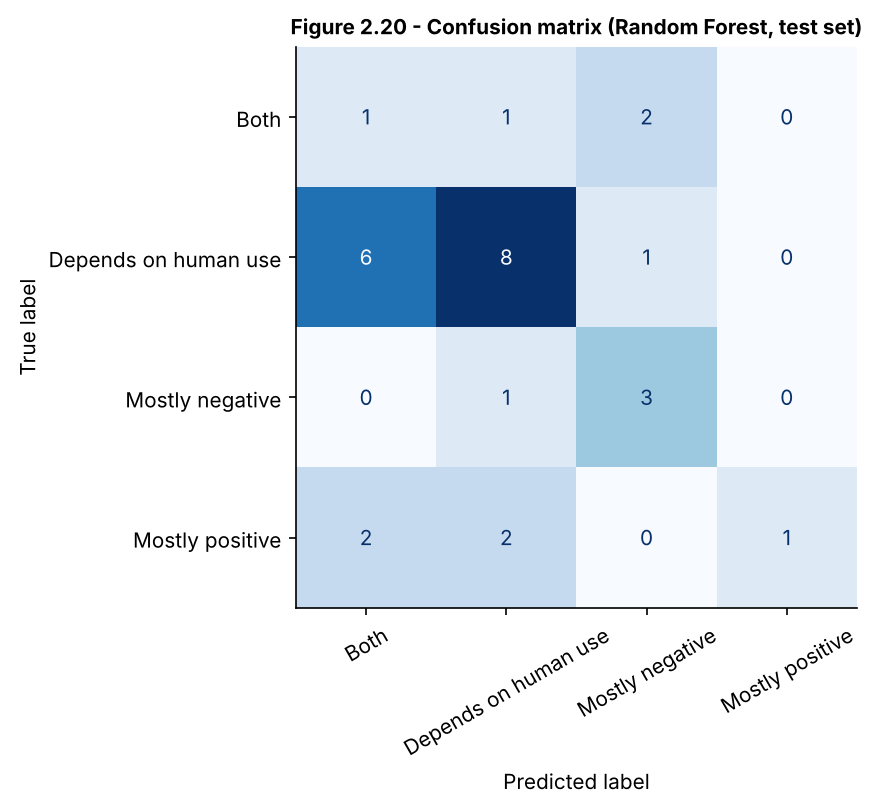 Figure 2.20 - Confusion matrix (Random Forest, test set)
Both
1 1 2 0
Depends on human use
6 8 1 0
True label
Mostly negative
0 1 3 0
Mostly positive
2 2 0 1
Both
Depends on human use
Mostly negative
Mostly positive
Predicted label